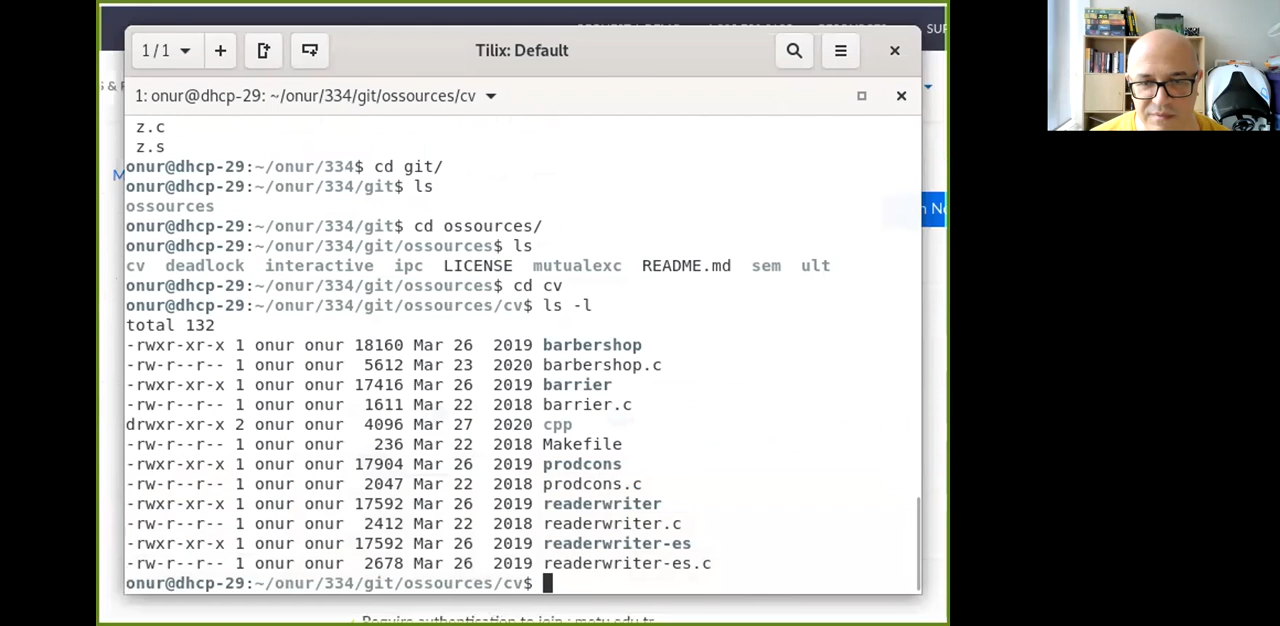 SUP
1 / 1
Tilix: Default
1: onur@dhcp-29: ~/onur/334/git/ossources/cv
z.c
z.s
onur@dhcp-29:~/onur/334$ cd git/
onur@dhcp-29:~/onur/334/git$ ls
ossources
onur@dhcp-29:~/onur/334/git$ cd ossources/
onur@dhcp-29:~/onur/334/git/ossources$ ls
cv deadlock interactive ipc LICENSE mutualexc README.md sem ult
onur@dhcp-29:~/onur/334/git/ossources$ cd cv
onur@dhcp-29:~/onur/334/git/ossources/cv$ ls -l
total 132
-rwxr-xr-x 1 onur onur 18160 Mar 26 2019 barbershop
-rw-r--r-- 1 onur onur 5612 Mar 23 2020 barbershop.c
-rwxr-xr-x 1 onur onur 17416 Mar 26 2019 barrier
-rw-r--r-- 1 onur onur 1611 Mar 22 2018 barrier.c
drwxr-xr-x 2 onur onur 4096 Mar 27 2020 cpp
-rw-r--r-- 1 onur onur 236 Mar 22 2018 Makefile
-rwxr-xr-x 1 onur onur 17904 Mar 26 2019 prodcons
-rw-r--r-- 1 onur onur 2047 Mar 22 2018 prodcons.c
-rwxr-xr-x 1 onur onur 17592 Mar 26 2019 readerwriter
-rw-r--r-- 1 onur onur 2412 Mar 22 2018 readerwriter.c
-rwxr-xr-x 1 onur onur 17592 Mar 26 2019 readerwriter-es
-rw-r--r-- 1 onur onur 2678 Mar 26 2019 readerwriter-es.c
onur@dhcp-29:~/onur/334/git/ossources/cv$